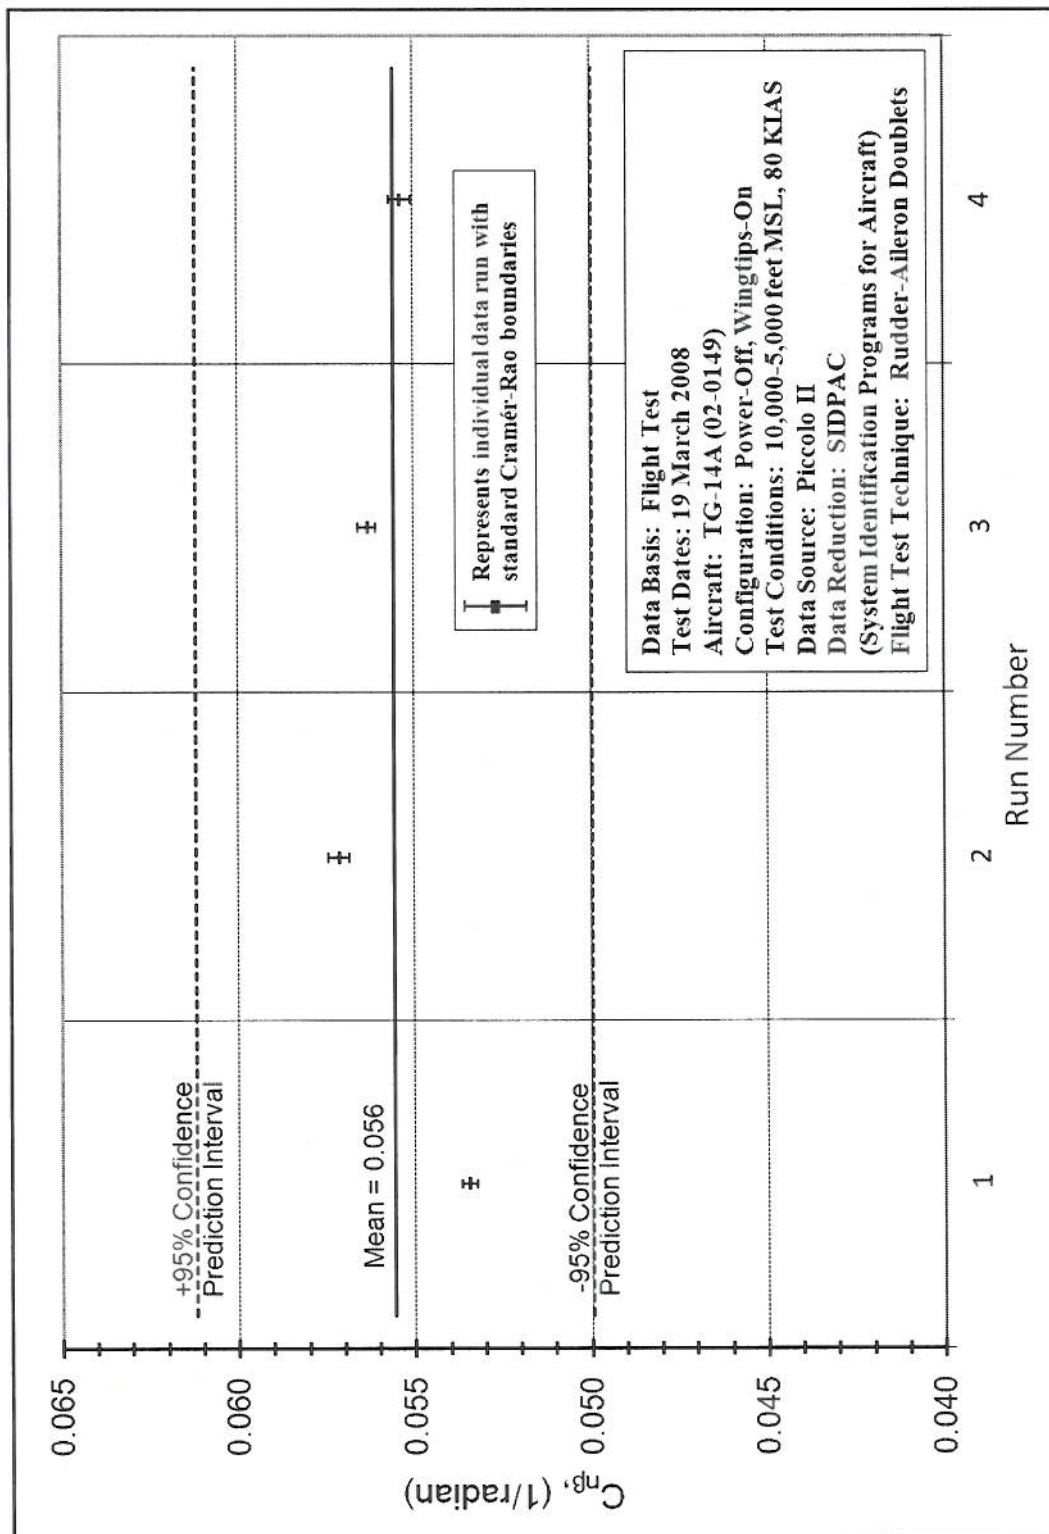 0.065
0.060
0.055
0.050
0.045
0.040
C_nβ, (1/radian)
+95% Confidence
Prediction Interval
Mean = 0.056
-95% Confidence
Prediction Interval
Represents individual data run with
standard Cramér-Rao boundaries
Data Basis: Flight Test
Test Dates: 19 March 2008
Aircraft: TG-14A (02-0149)
Configuration: Power-Off, Wingtips-On
Test Conditions: 10,000-5,000 feet MSL, 80 KIAS
Data Source: Piccolo II
Data Reduction: SIDPAC
(System Identification Programs for Aircraft)
Flight Test Technique: Rudder-Aileron Doublets
1 2 3 4
Run Number